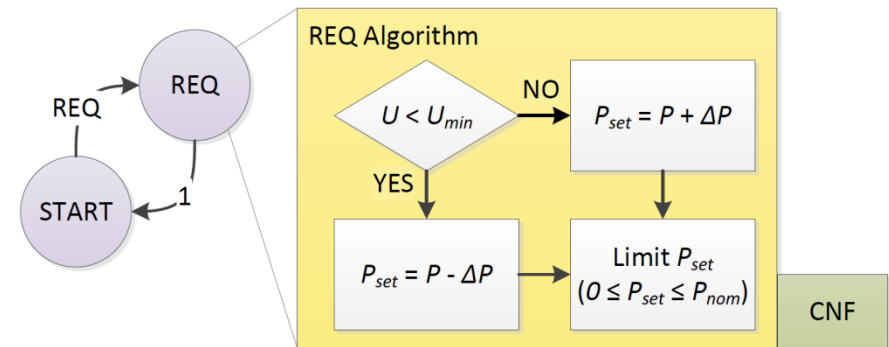 REQ
REQ
1
START
REQ Algorithm
U < Umin
NO
Pset = P + ΔP
YES
Pset = P - ΔP
Limit Pset
(0 ≤ Pset ≤ Pnom)
CNF